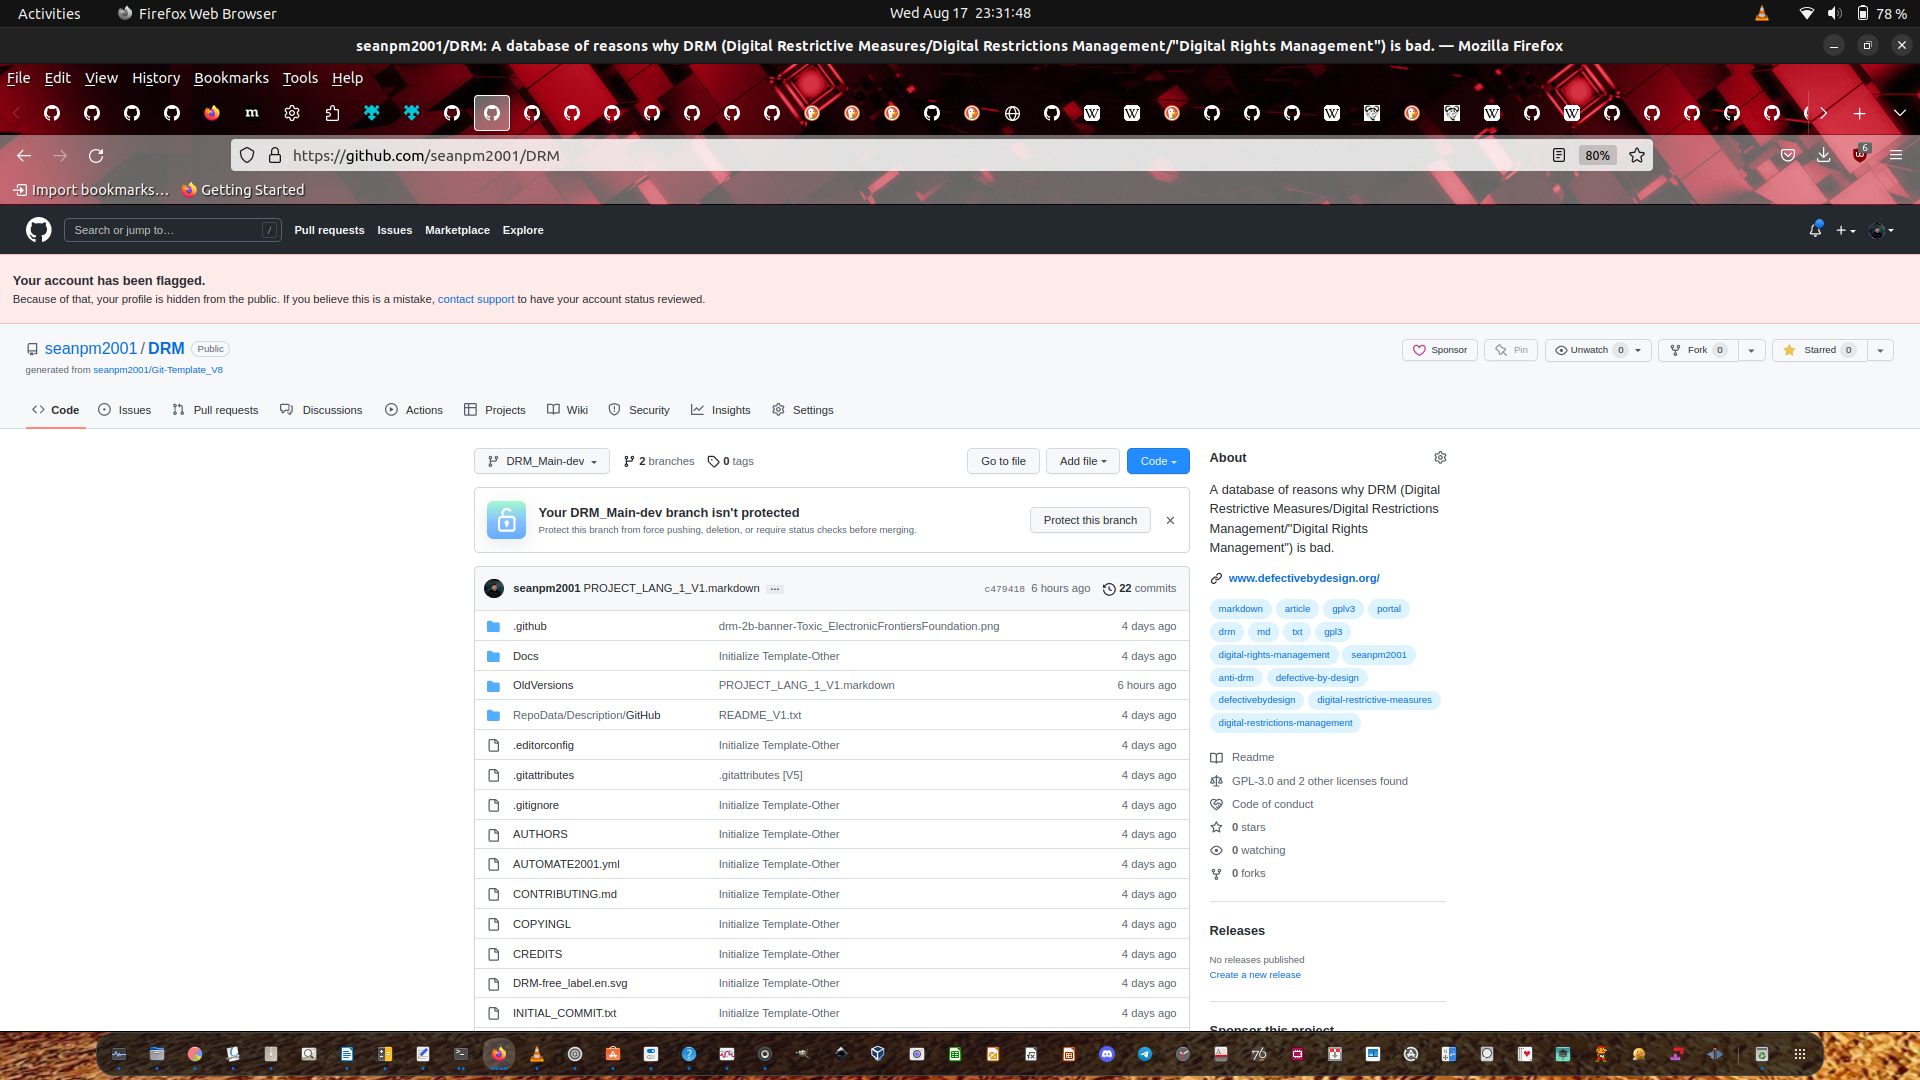 Activities
Firefox Web Browser
Wed Aug 17 23:31:48
78 %
seanpm2001/DRM: A database of reasons why DRM (Digital Restrictive Measures/Digital Restrictions Management/"Digital Rights Management") is bad. — Mozilla Firefox
File Edit View History Bookmarks Tools Help
https://github.com/seanpm2001/DRM
80%
6
Import bookmarks…
Getting Started
Search or jump to…
/
Pull requests
Issues
Marketplace
Explore
Your account has been flagged.
Because of that, your profile is hidden from the public. If you believe this is a mistake, contact support to have your account status reviewed.
seanpm2001 / DRM
Public
Sponsor
Pin
Unwatch 0
Fork 0
Starred 0
generated from seanpm2001/Git-Template_V8
Code
Issues
Pull requests
Discussions
Actions
Projects
Wiki
Security
Insights
Settings
DRM_Main-dev
2 branches
0 tags
Go to file
Add file
Code
Your DRM_Main-dev branch isn't protected
Protect this branch from force pushing, deletion, or require status checks before merging.
Protect this branch
seanpm2001 PROJECT_LANG_1_V1.markdown
c479418 6 hours ago
22 commits
.github drm-2b-banner-Toxic_ElectronicFrontiersFoundation.png 4 days ago
Docs Initialize Template-Other 4 days ago
OldVersions PROJECT_LANG_1_V1.markdown 6 hours ago
RepoData/Description/GitHub README_V1.txt 4 days ago
.editorconfig Initialize Template-Other 4 days ago
.gitattributes .gitattributes [V5] 4 days ago
.gitignore Initialize Template-Other 4 days ago
AUTHORS Initialize Template-Other 4 days ago
AUTOMATE2001.yml Initialize Template-Other 4 days ago
CONTRIBUTING.md Initialize Template-Other 4 days ago
COPYINGL Initialize Template-Other 4 days ago
CREDITS Initialize Template-Other 4 days ago
DRM-free_label.en.svg Initialize Template-Other 4 days ago
INITIAL_COMMIT.txt Initialize Template-Other 4 days ago
About
A database of reasons why DRM (Digital
Restrictive Measures/Digital Restrictions
Management/"Digital Rights
Management") is bad.
www.defectivebydesign.org/
markdown article gplv3 portal
drm md txt gpl3
digital-rights-management seanpm2001
anti-drm defective-by-design
defectivebydesign digital-restrictive-measures
digital-restrictions-management
Readme
GPL-3.0 and 2 other licenses found
Code of conduct
0 stars
0 watching
0 forks
Releases
No releases published
Create a new release
Sponsor this project